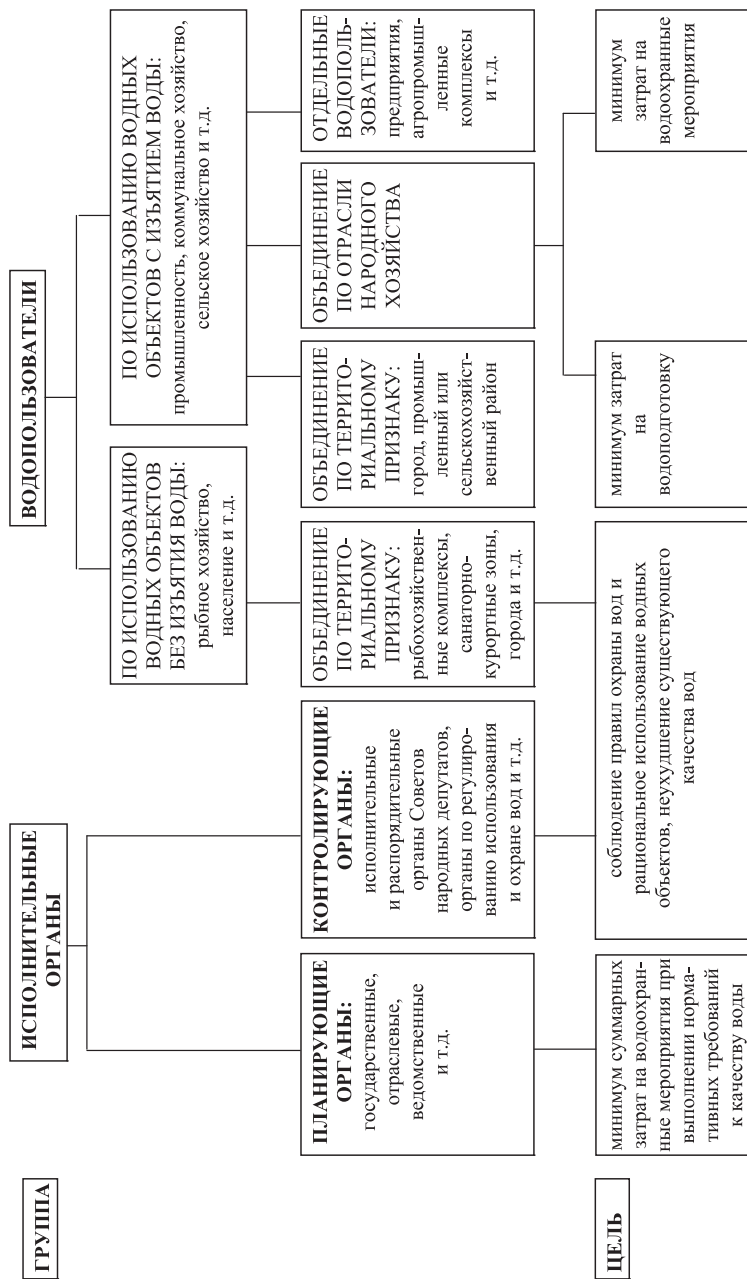 ГРУППА
ИСПОЛНИТЕЛЬНЫЕ
ОРГАНЫ
ВОДОПОЛЬЗОВАТЕЛИ
ПО ИСПОЛЬЗОВАНИЮ
ВОДНЫХ ОБЪЕКТОВ
БЕЗ ИЗЪЯТИЯ ВОДЫ:
рыбное хозяйство,
население и т.д.
ПО ИСПОЛЬЗОВАНИЮ ВОДНЫХ
ОБЪЕКТОВ С ИЗЪЯТИЕМ ВОДЫ:
промышленность, коммунальное хозяйство,
сельское хозяйство и т.д.
ПЛАНИРУЮЩИЕ
ОРГАНЫ:
государственные,
отраслевые,
ведомственные
и т.д.
КОНТРОЛИРУЮЩИЕ
ОРГАНЫ:
исполнительные
и распорядительные
органы Советов
народных депутатов,
органы по регулиро-
ванию использования
и охране вод и т.д.
ОБЪЕДИНЕНИЕ
ПО ТЕРРИТО-
РИАЛЬНОМУ
ПРИЗНАКУ:
рыбохозяйствен-
ные комплексы,
санаторно-
курортные зоны,
города и т.д.
ОБЪЕДИНЕНИЕ
ПО ТЕРРИТО-
РИАЛЬНОМУ
ПРИЗНАКУ:
город, промыш-
ленный или
сельскохозяйст-
венный район
ОБЪЕДИНЕНИЕ
ПО ОТРАСЛИ
НАРОДНОГО
ХОЗЯЙСТВА
ОТДЕЛЬНЫЕ
ВОДОПОЛЬ-
ЗОВАТЕЛИ:
предприятия,
агропромыш-
ленные
комплексы
и т.д.
ЦЕЛЬ
минимум суммарных
затрат на водоохран-
ные мероприятия при
выполнении норма-
тивных требований
к качеству воды
соблюдение правил охраны вод и
рациональное использование водных
объектов, неухудшение существующего
качества вод
минимум затрат
на
водоподготовку
минимум
затрат на
водоохранные
мероприятия